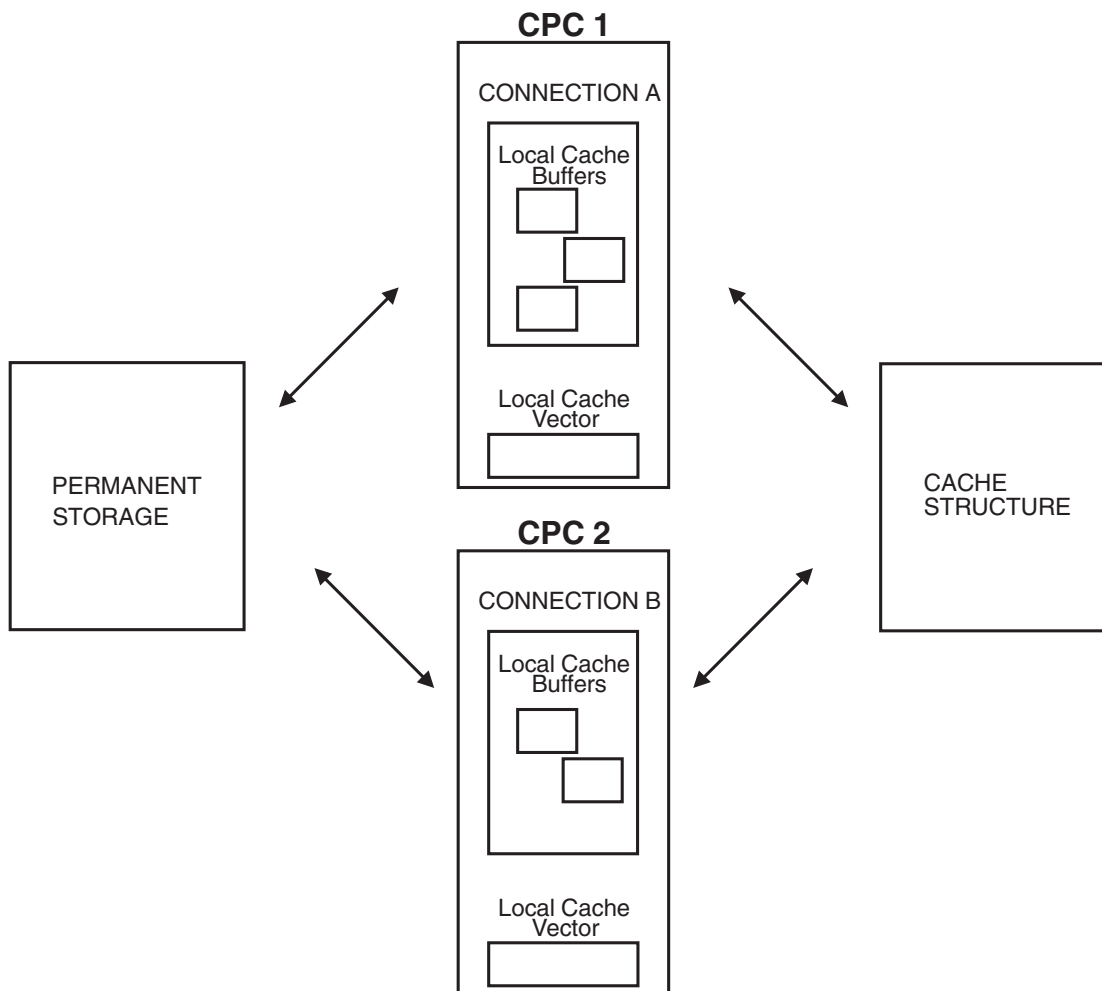 CPC 1
CONNECTION A
Local Cache
Buffers
Local Cache
Vector
PERMANENT
STORAGE
CACHE
STRUCTURE
CPC 2
CONNECTION B
Local Cache
Buffers
Local Cache
Vector